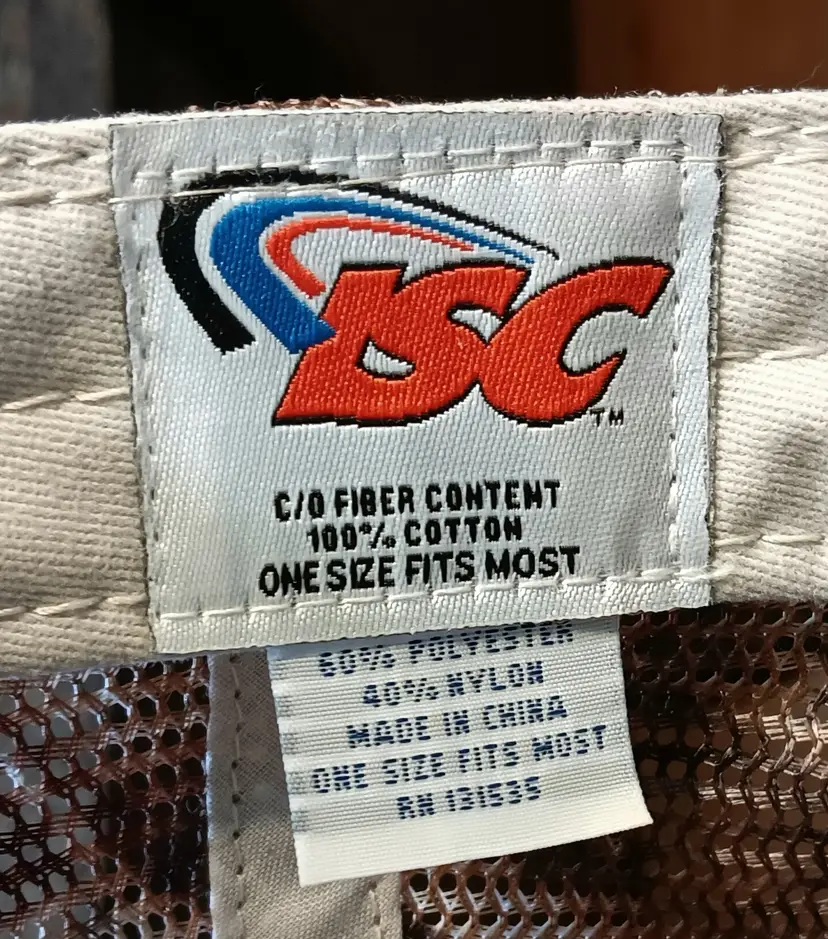 ISC
TM
C/O FIBER CONTENT
100% COTTON
ONE SIZE FITS MOST
60% POLYESTER
40% NYLON
MADE IN CHINA
ONE SIZE FITS MOST
RN 131535